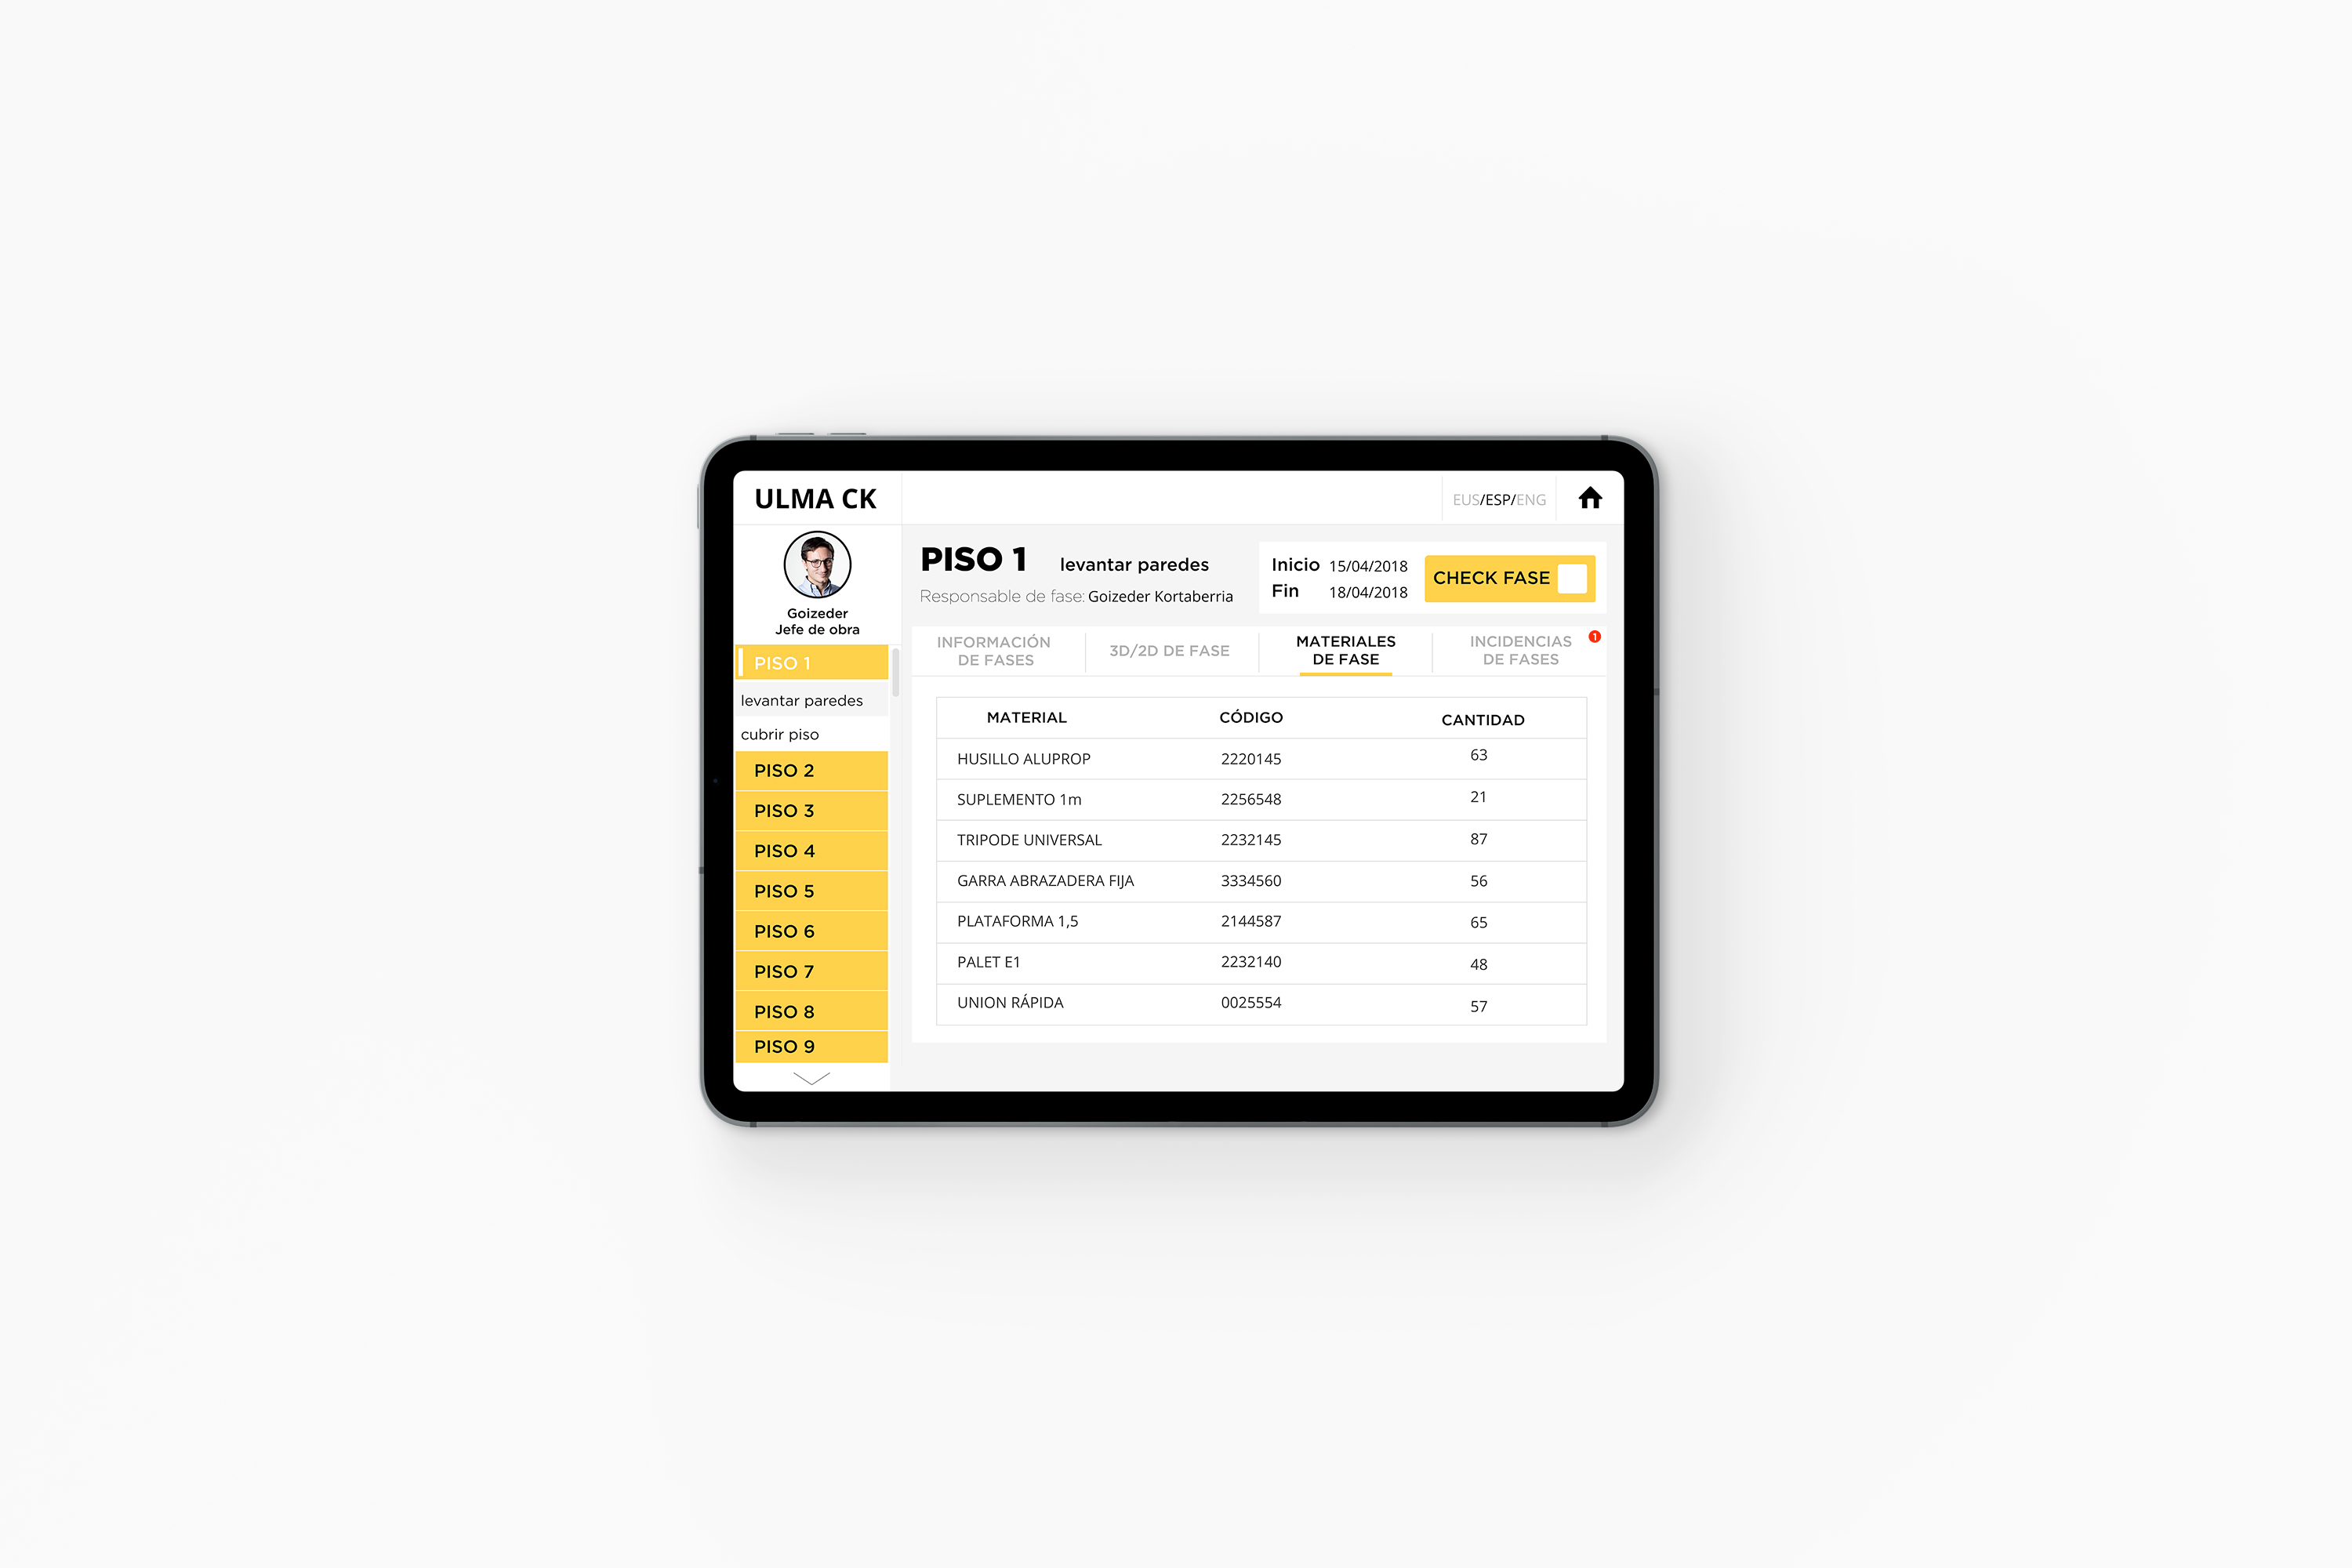 ULMA CK
EUS/ESP/ENG
Goizeder
Jefe de obra
PISO 1
levantar paredes
cubrir piso
PISO 2
PISO 3
PISO 4
PISO 5
PISO 6
PISO 7
PISO 8
PISO 9
PISO 1 levantar paredes
Responsable de fase: Goizeder Kortaberria
Inicio 15/04/2018
Fin 18/04/2018
CHECK FASE
INFORMACIÓN
DE FASES
3D/2D DE FASE
MATERIALES
DE FASE
INCIDENCIAS
DE FASES
1
MATERIAL CÓDIGO CANTIDAD
HUSILLO ALUPROP 2220145 63
SUPLEMENTO 1m 2256548 21
TRIPODE UNIVERSAL 2232145 87
GARRA ABRAZADERA FIJA 3334560 56
PLATAFORMA 1,5 2144587 65
PALET E1 2232140 48
UNION RÁPIDA 0025554 57